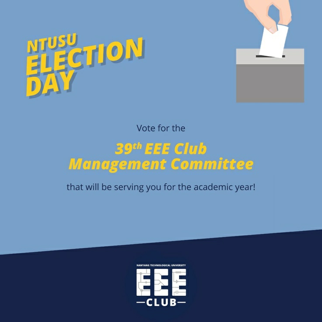 NTUSU
ELECTION
DAY
Vote for the
39th EEE Club
Management Committee
that will be serving you for the academic year!
NANYANG TECHNOLOGICAL UNIVERSITY
EEE
CLUB